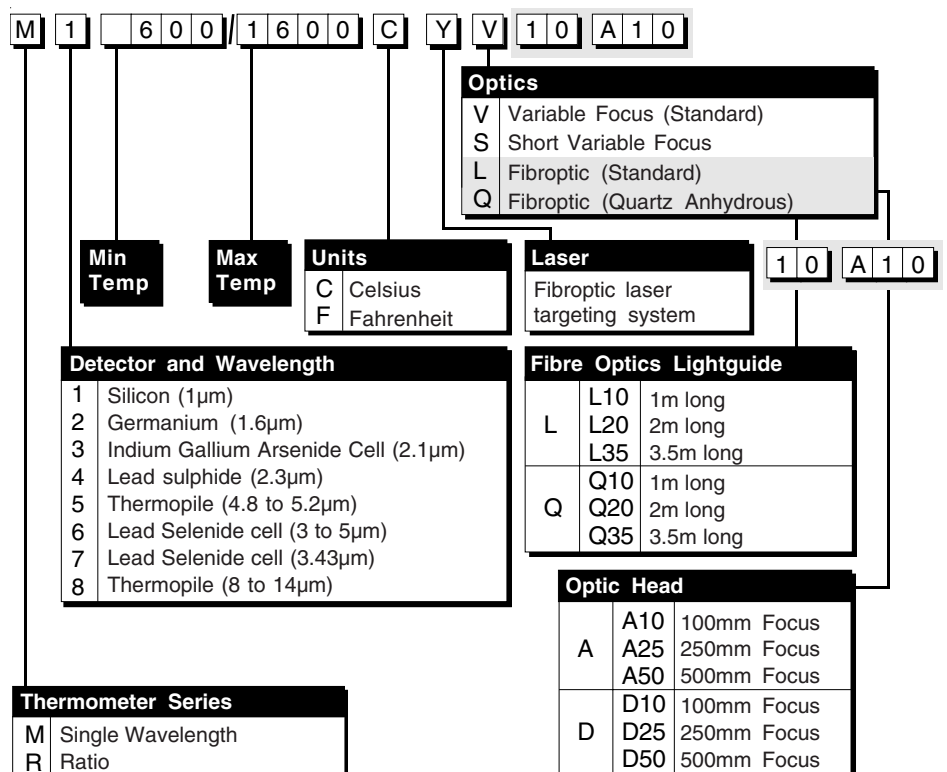 M 1 600/1600 C Y V 10 A10
Optics
V Variable Focus (Standard)
S Short Variable Focus
L Fibroptic (Standard)
Q Fibroptic (Quartz Anhydrous)
Min
Temp
Max
Temp
Units
C Celsius
F Fahrenheit
Laser
Fibroptic laser
targeting system
10 A10
Detector and Wavelength
1 Silicon (1µm)
2 Germanium (1.6µm)
3 Indium Gallium Arsenide Cell (2.1µm)
4 Lead sulphide (2.3µm)
5 Thermopile (4.8 to 5.2µm)
6 Lead Selenide cell (3 to 5µm)
7 Lead Selenide cell (3.43µm)
8 Thermopile (8 to 14µm)
Fibre Optics Lightguide
L10 1m long
L L20 2m long
L35 3.5m long
Q10 1m long
Q Q20 2m long
Q35 3.5m long
Optic Head
A10 100mm Focus
A A25 250mm Focus
A50 500mm Focus
D10 100mm Focus
D D25 250mm Focus
D50 500mm Focus
Thermometer Series
M Single Wavelength
R Ratio